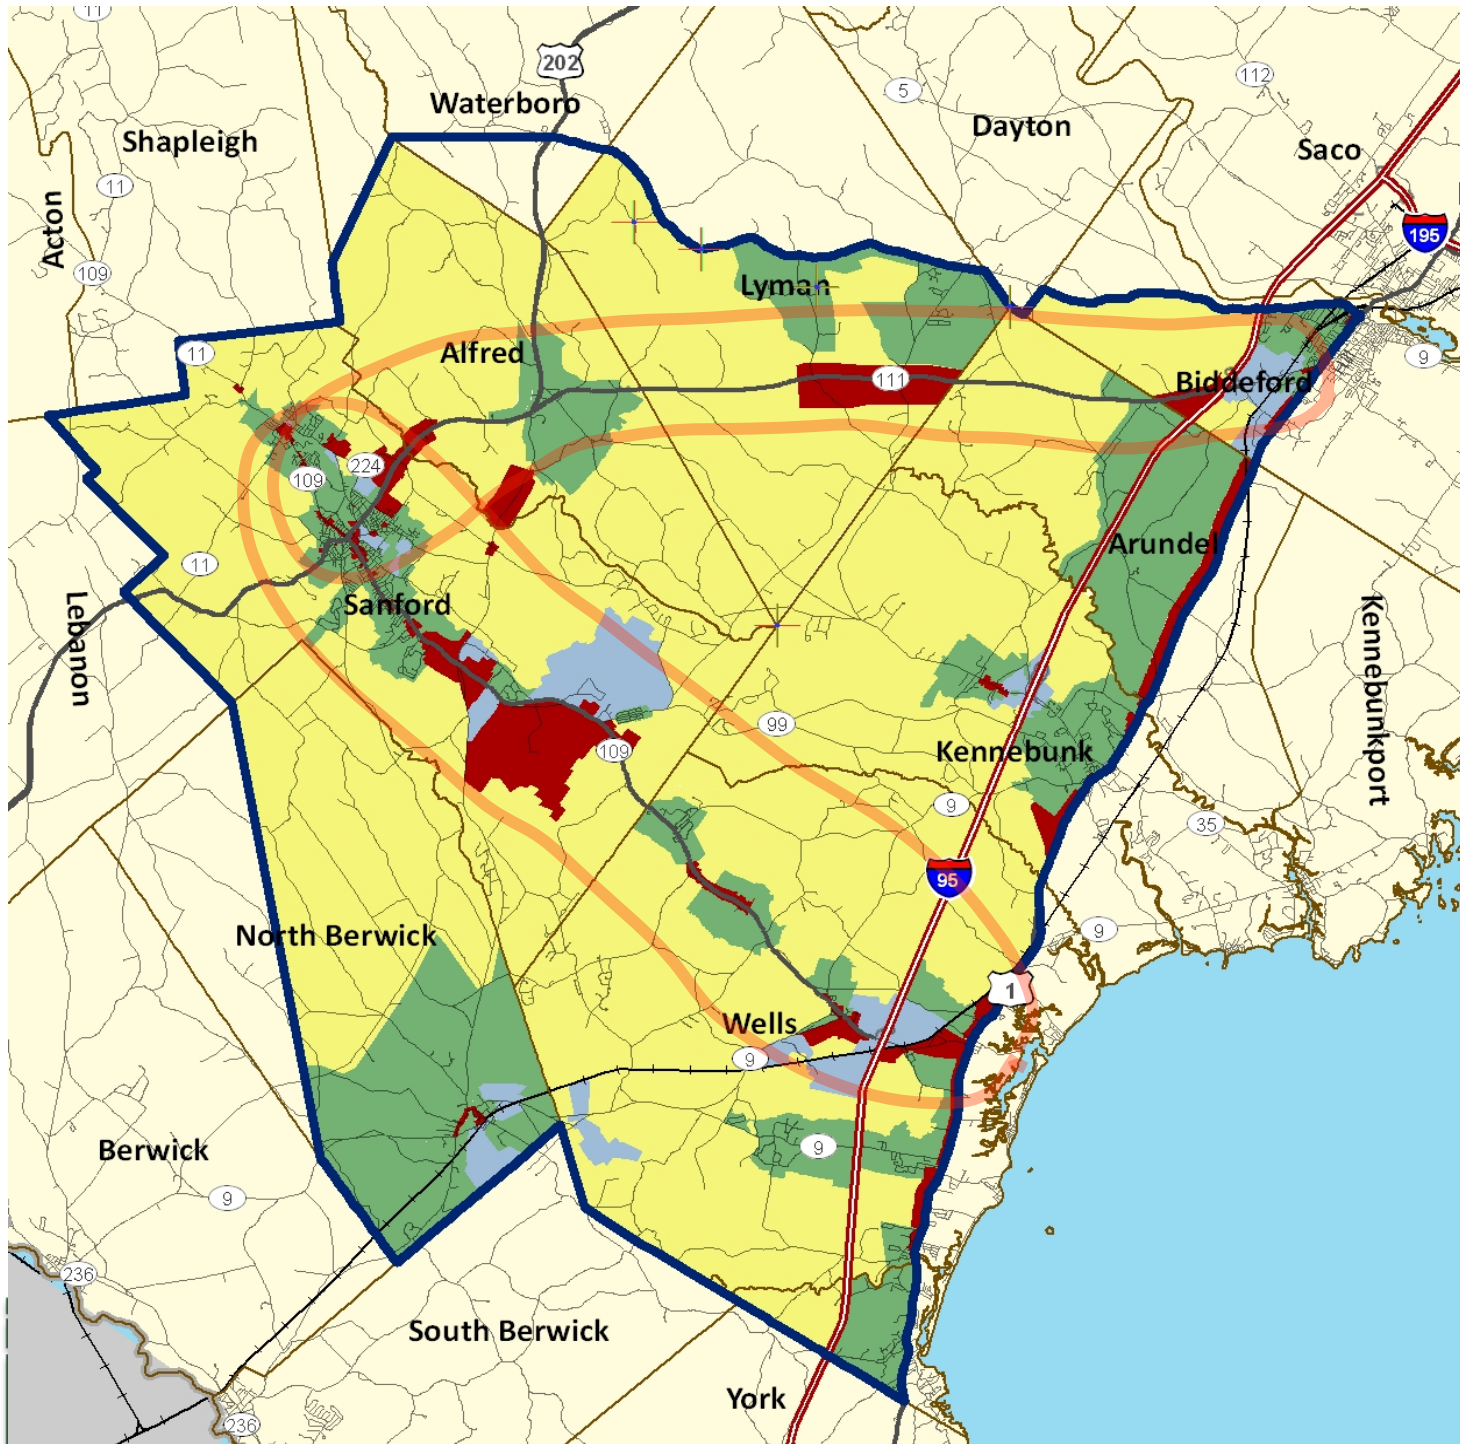 11
202
112
5
Waterboro
Dayton
Shapleigh
Saco
11
Acton
195
109
Lyman
11
Alfred
9
111
Biddeford
224
109
Arundel
11
Sanford
Lebanon
Kennebunkport
99
109
Kennebunk
9
35
95
North Berwick
9
1
Wells
9
Berwick
9
9
236
South Berwick
York
236